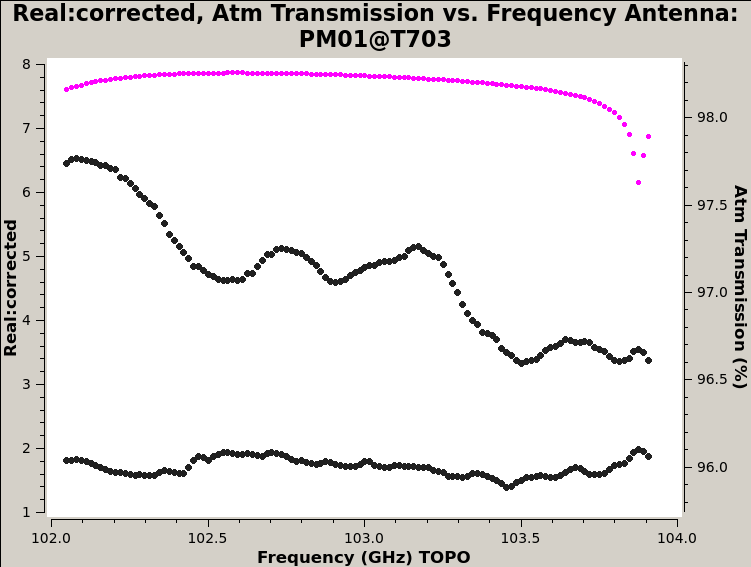 Real:corrected, Atm Transmission vs. Frequency Antenna:
PM01@T703
8
7
6
5
4
3
2
1
Real:corrected
98.0
97.5
97.0
96.5
96.0
Atm Transmission (%)
102.0 102.5 103.0 103.5 104.0
Frequency (GHz) TOPO